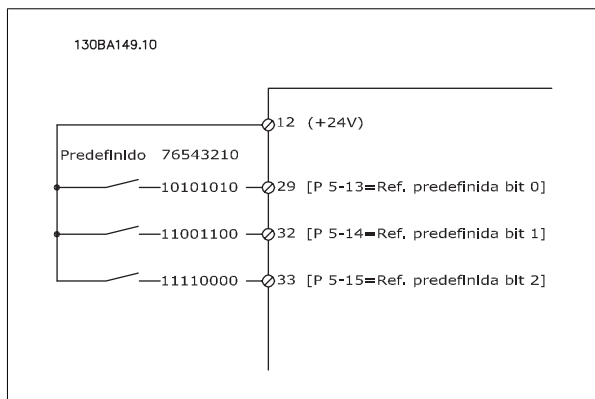 130BA149.10
12 (+24V)
Predefinido 76543210
10101010 29 [P 5-13=Ref. predefinida bit 0]
11001100 32 [P 5-14=Ref. predefinida bit 1]
11110000 33 [P 5-15=Ref. predefinida bit 2]